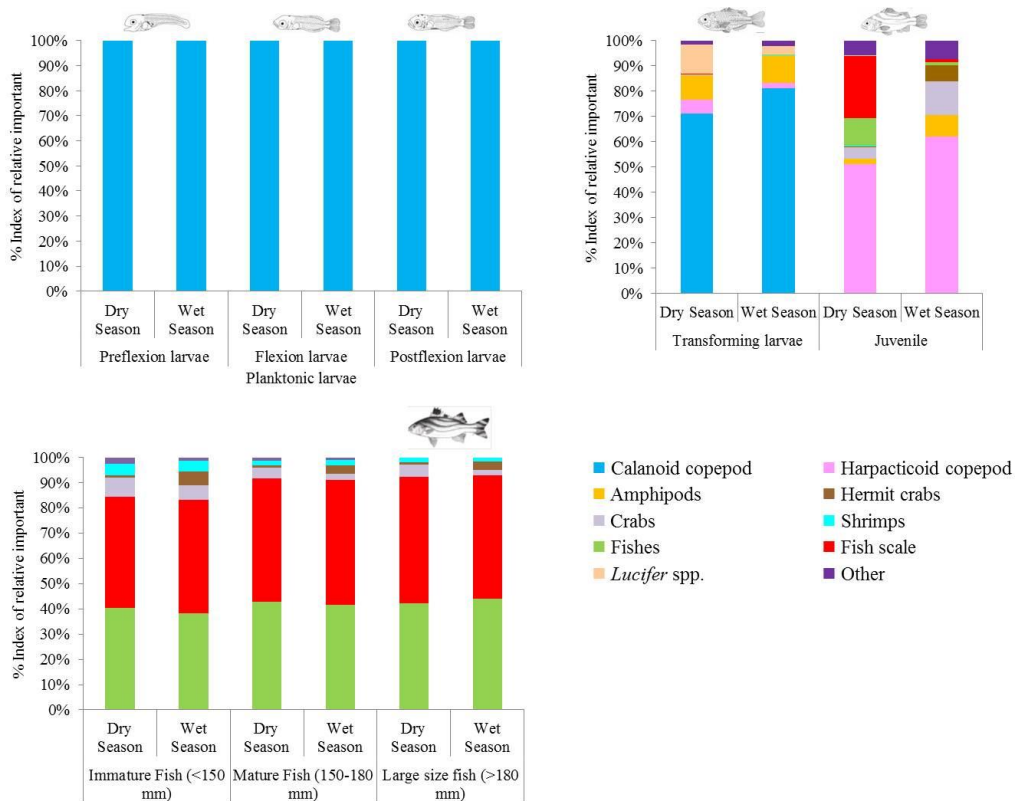 % Index of relative important
100%
90%
80%
70%
60%
50%
40%
30%
20%
10%
0%
Dry Season
Wet Season
Dry Season
Wet Season
Dry Season
Wet Season
Preflexion larvae
Flexion larvae
Postflexion larvae
Planktonic larvae
% Index of relative important
100%
90%
80%
70%
60%
50%
40%
30%
20%
10%
0%
Dry Season
Wet Season
Dry Season
Wet Season
Transforming larvae
Juvenile
% Index of relative important
100%
90%
80%
70%
60%
50%
40%
30%
20%
10%
0%
Dry Season
Wet Season
Dry Season
Wet Season
Dry Season
Wet Season
Immature Fish (<150 mm)
Mature Fish (150-180 mm)
Large size fish (>180 mm)
Calanoid copepod
Harpacticoid copepod
Amphipods
Hermit crabs
Crabs
Shrimps
Fishes
Fish scale
Lucifer spp.
Other